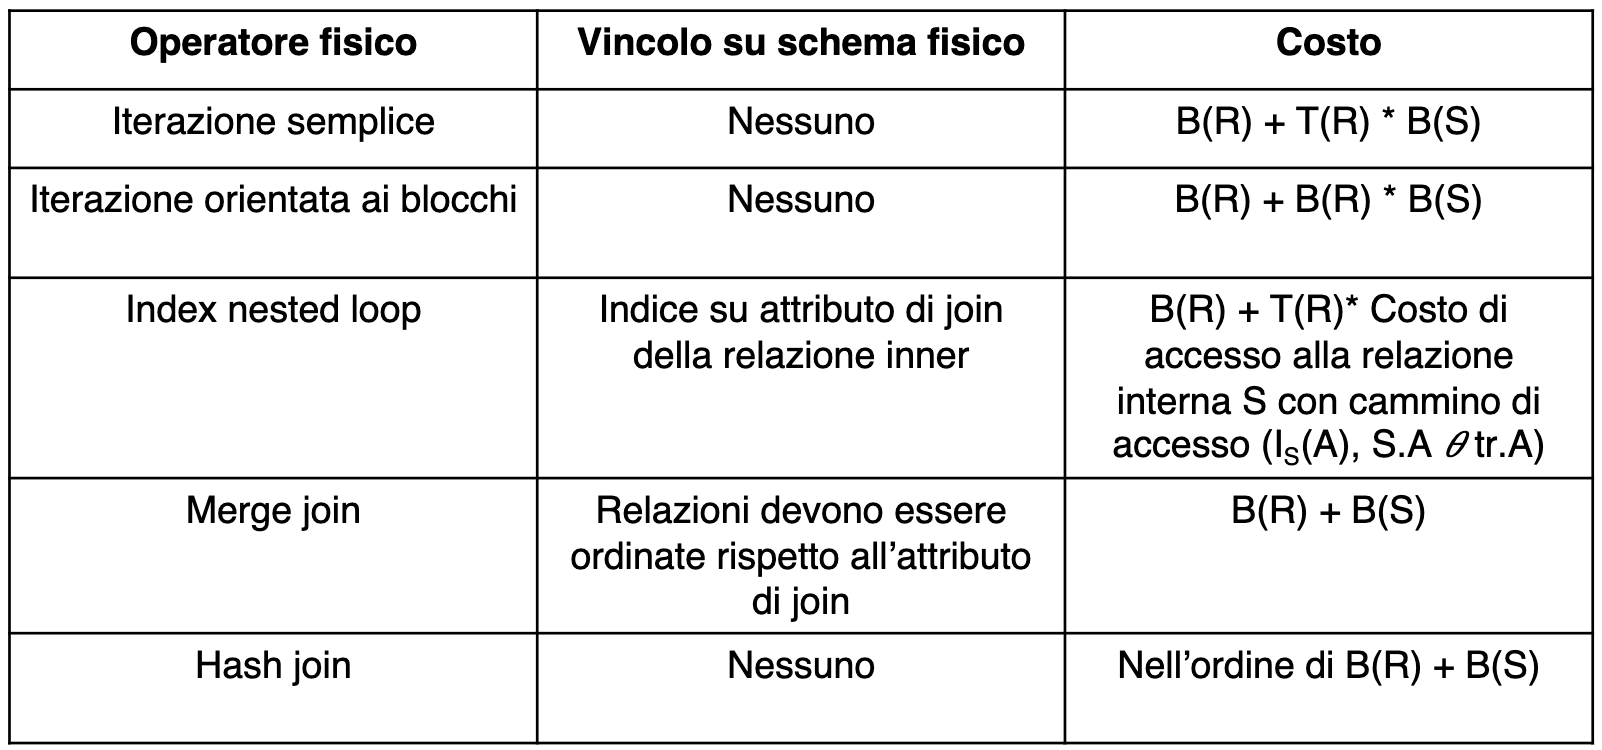 Operatore fisico
Vincolo su schema fisico
Costo
Iterazione semplice
Nessuno
B(R) + T(R) * B(S)
Iterazione orientata ai blocchi
Nessuno
B(R) + B(R) * B(S)
Index nested loop
Indice su attributo di join
della relazione inner
B(R) + T(R)* Costo di
accesso alla relazione
interna S con cammino di
accesso (I_S(A), S.A θ tr.A)
Merge join
Relazioni devono essere
ordinate rispetto all’attributo
di join
B(R) + B(S)
Hash join
Nessuno
Nell’ordine di B(R) + B(S)